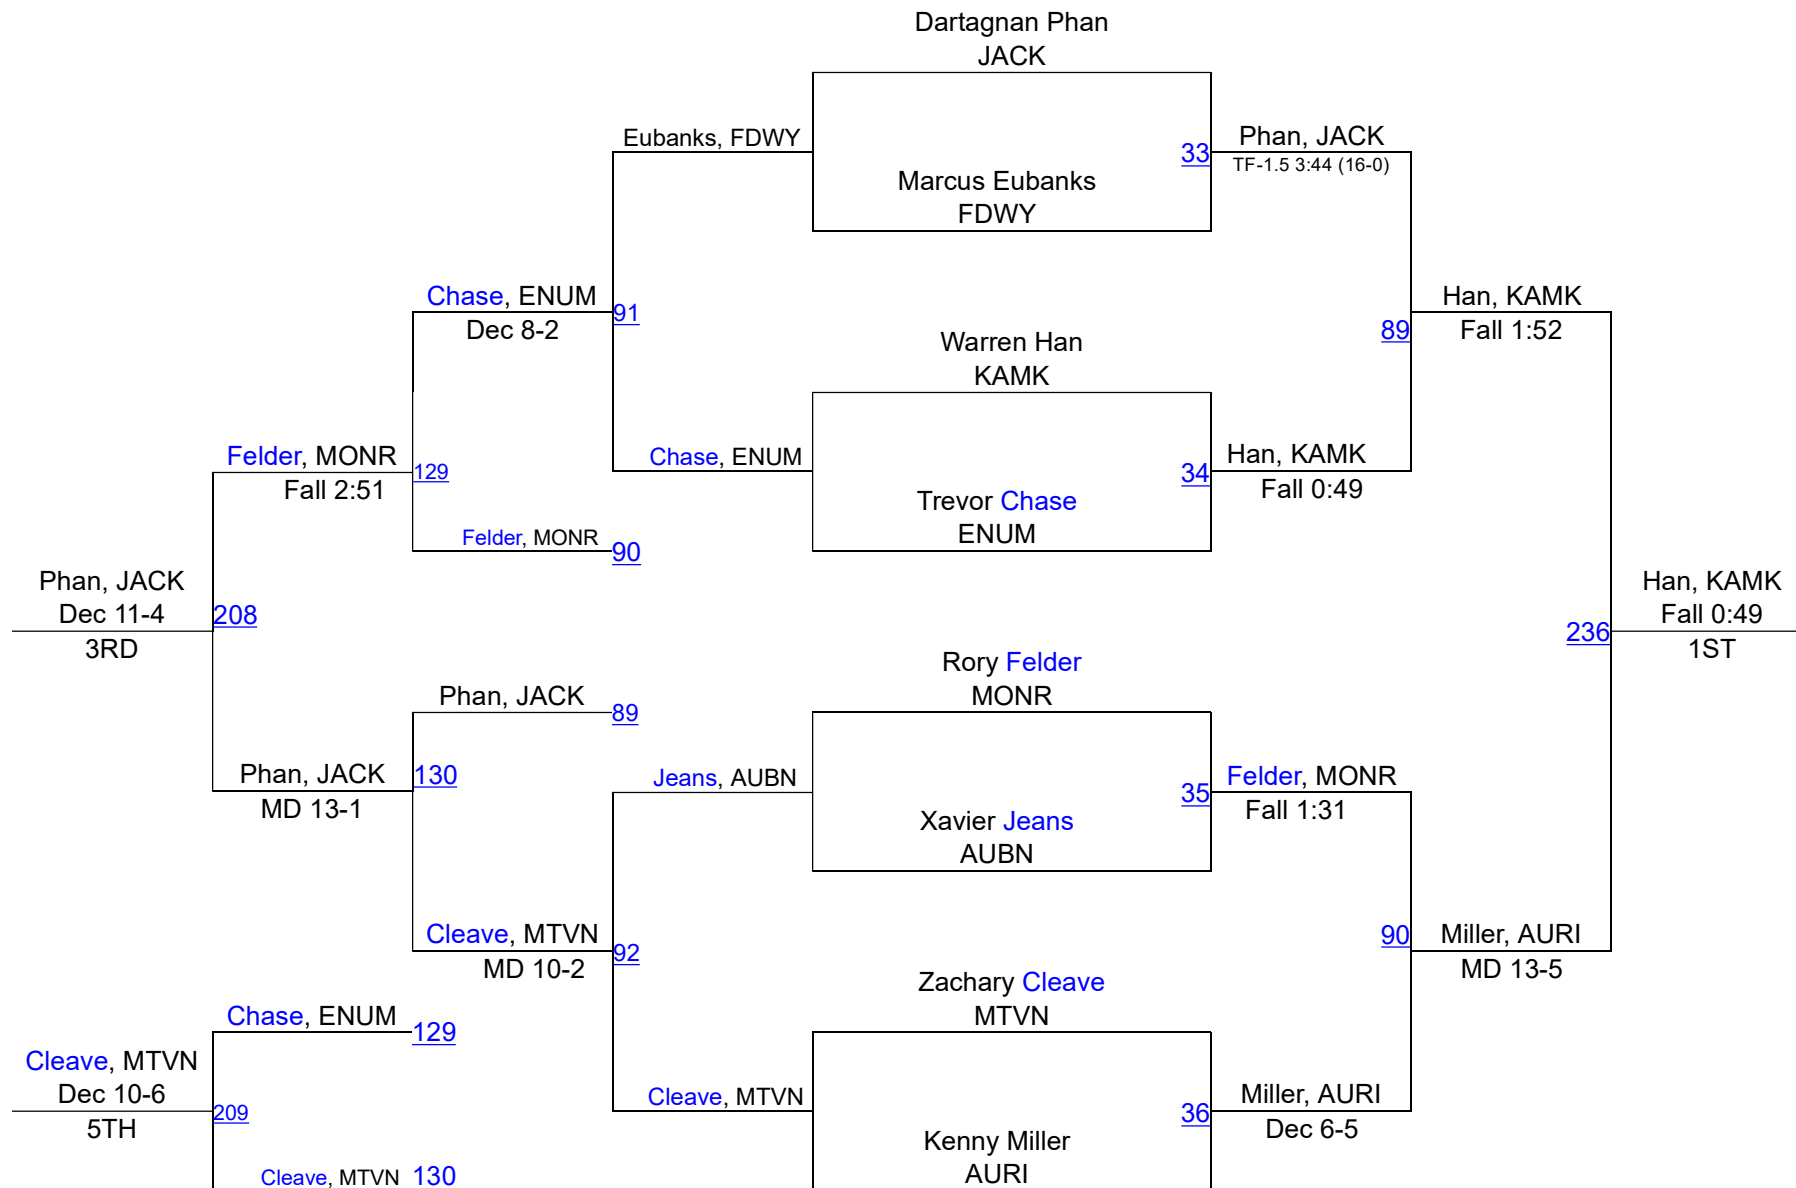 Dartagnan Phan
JACK
Eubanks, FDWY
33
Phan, JACK
TF-1.5 3:44 (16-0)
Marcus Eubanks
FDWY
Chase, ENUM
Dec 8-2
91
Han, KAMK
Fall 1:52
89
Warren Han
KAMK
Felder, MONR
Fall 2:51
129
Chase, ENUM
34
Han, KAMK
Fall 0:49
Trevor Chase
ENUM
Felder, MONR
90
Phan, JACK
Dec 11-4
3RD
208
Han, KAMK
Fall 0:49
1ST
236
Rory Felder
MONR
Phan, JACK
89
Phan, JACK
MD 13-1
130
Jeans, AUBN
35
Felder, MONR
Fall 1:31
Xavier Jeans
AUBN
Cleave, MTVN
MD 10-2
92
90
Miller, AURI
MD 13-5
Zachary Cleave
MTVN
Chase, ENUM
129
Cleave, MTVN
Dec 10-6
5TH
209
Cleave, MTVN
36
Miller, AURI
Dec 6-5
Kenny Miller
AURI
Cleave, MTVN
130